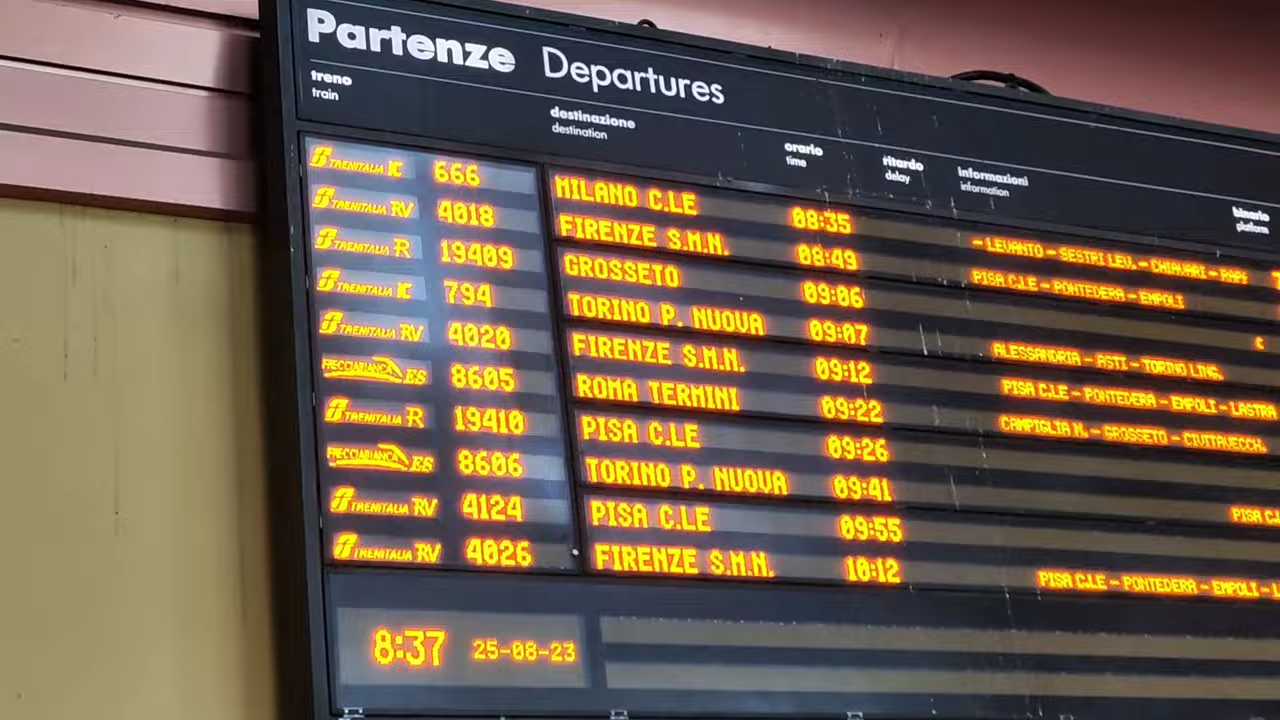 Partenze Departures
treno destinazione orario ritardo informazioni binario
train destination time delay information platform
TRENITALIA IC 666 MILANO C.LE 08:35 - LEVANTO - SESTRI LEV. - CHIAVARI - RAPA
TRENITALIA RV 4018 FIRENZE S.M.N. 08:49 PISA C.LE - PONTEDERA - EMPOLI
TRENITALIA R 19409 GROSSETO 09:06 C
TRENITALIA IC 794 TORINO P. NUOVA 09:07 ALESSANDRIA - ASTI - TORINO LING.
TRENITALIA RV 4020 FIRENZE S.M.N. 09:12 PISA C.LE - PONTEDERA - EMPOLI - LASTRA
FRECCIABIANCA ES 8605 ROMA TERMINI 09:22 CAMPIGLIA M. - GROSSETO - CIVITAVECCH.
TRENITALIA R 19410 PISA C.LE 09:26
FRECCIABIANCA ES 8606 TORINO P. NUOVA 09:41 PISA C.
TRENITALIA RV 4124 PISA C.LE 09:55
TRENITALIA RV 4026 FIRENZE S.M.N. 10:12 PISA C.LE - PONTEDERA - EMPOLI - L
8:37 25-08-23